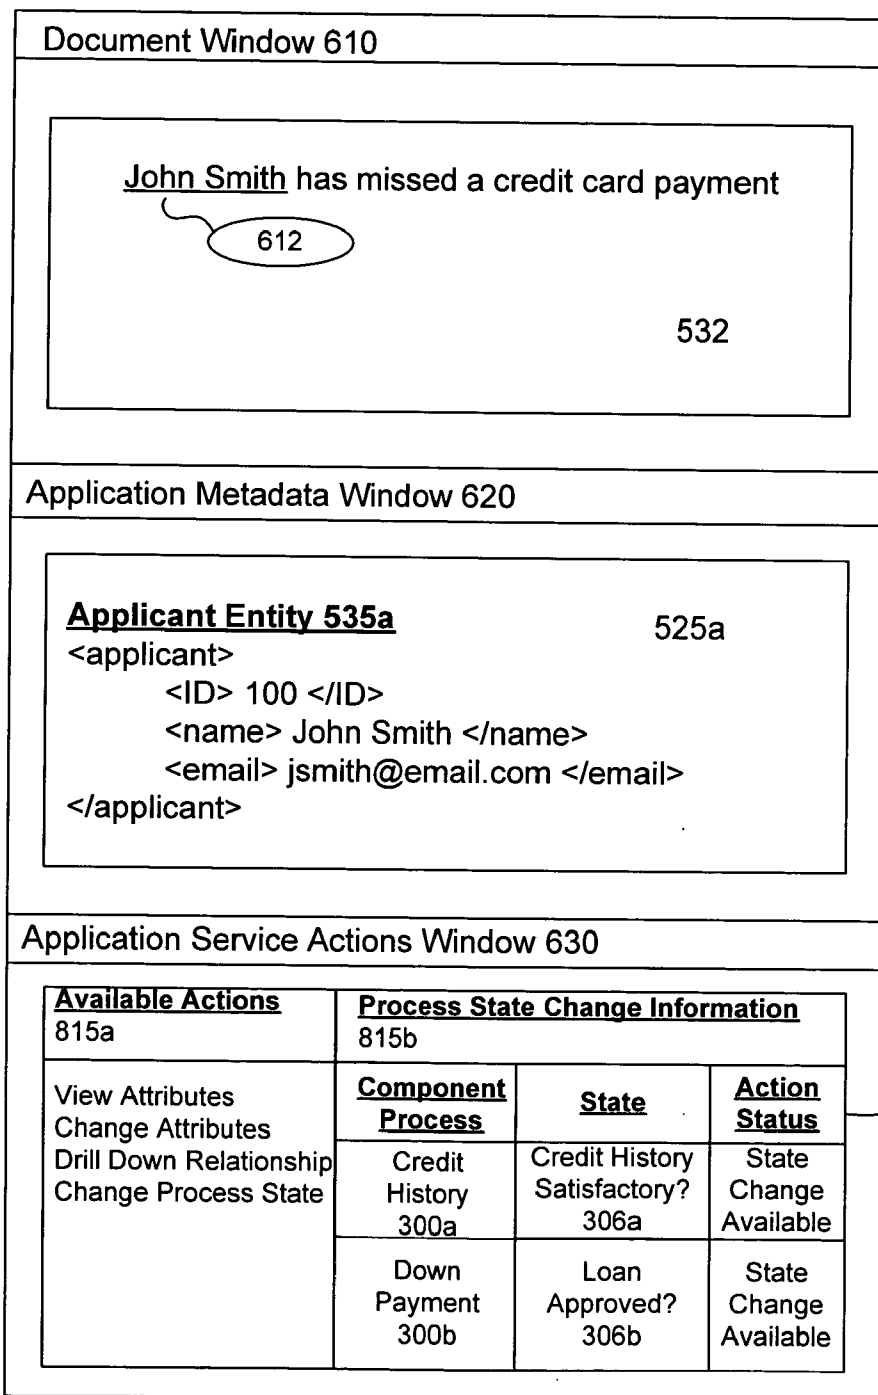 Document Window 610
John Smith has missed a credit card payment
612
532
Application Metadata Window 620
Applicant Entity 535a
525a
<applicant>
<ID> 100 </ID>
<name> John Smith </name>
<email> jsmith@email.com </email>
</applicant>
Application Service Actions Window 630
Available Actions
815a
View Attributes
Change Attributes
Drill Down Relationship
Change Process State
Process State Change Information
815b
Component
Process
State
Action
Status
Credit
History
300a
Credit History
Satisfactory?
306a
State
Change
Available
Down
Payment
300b
Loan
Approved?
306b
State
Change
Available